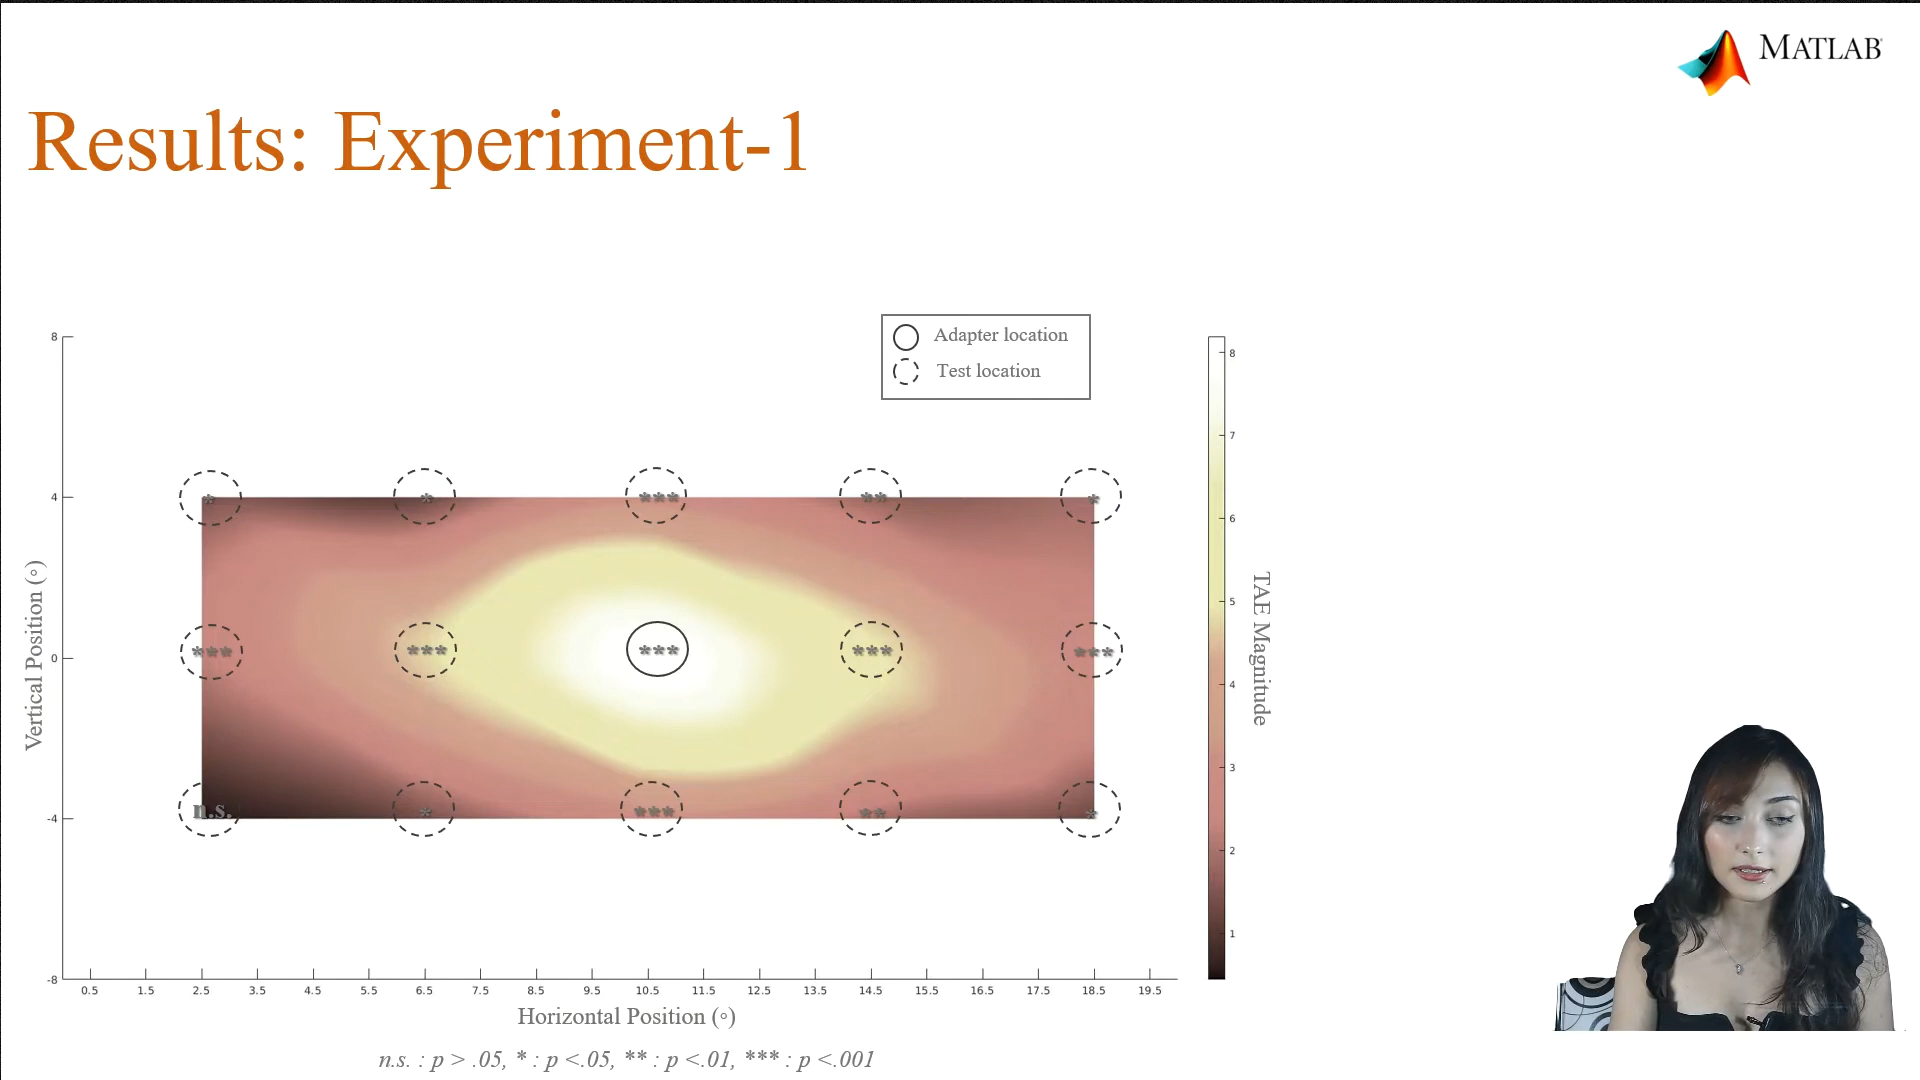 MATLAB
Results: Experiment-1
Adapter location
Test location
8
4
0
-4
-8
Vertical Position (◦)
* * *** ** *
*** *** *** *** ***
n.s. * *** ** *
8
7
6
5
4
3
2
1
TAE Magnitude
0.5 1.5 2.5 3.5 4.5 5.5 6.5 7.5 8.5 9.5 10.5 11.5 12.5 13.5 14.5 15.5 16.5 17.5 18.5 19.5
Horizontal Position (◦)
n.s. : p > .05, * : p <.05, ** : p <.01, *** : p <.001